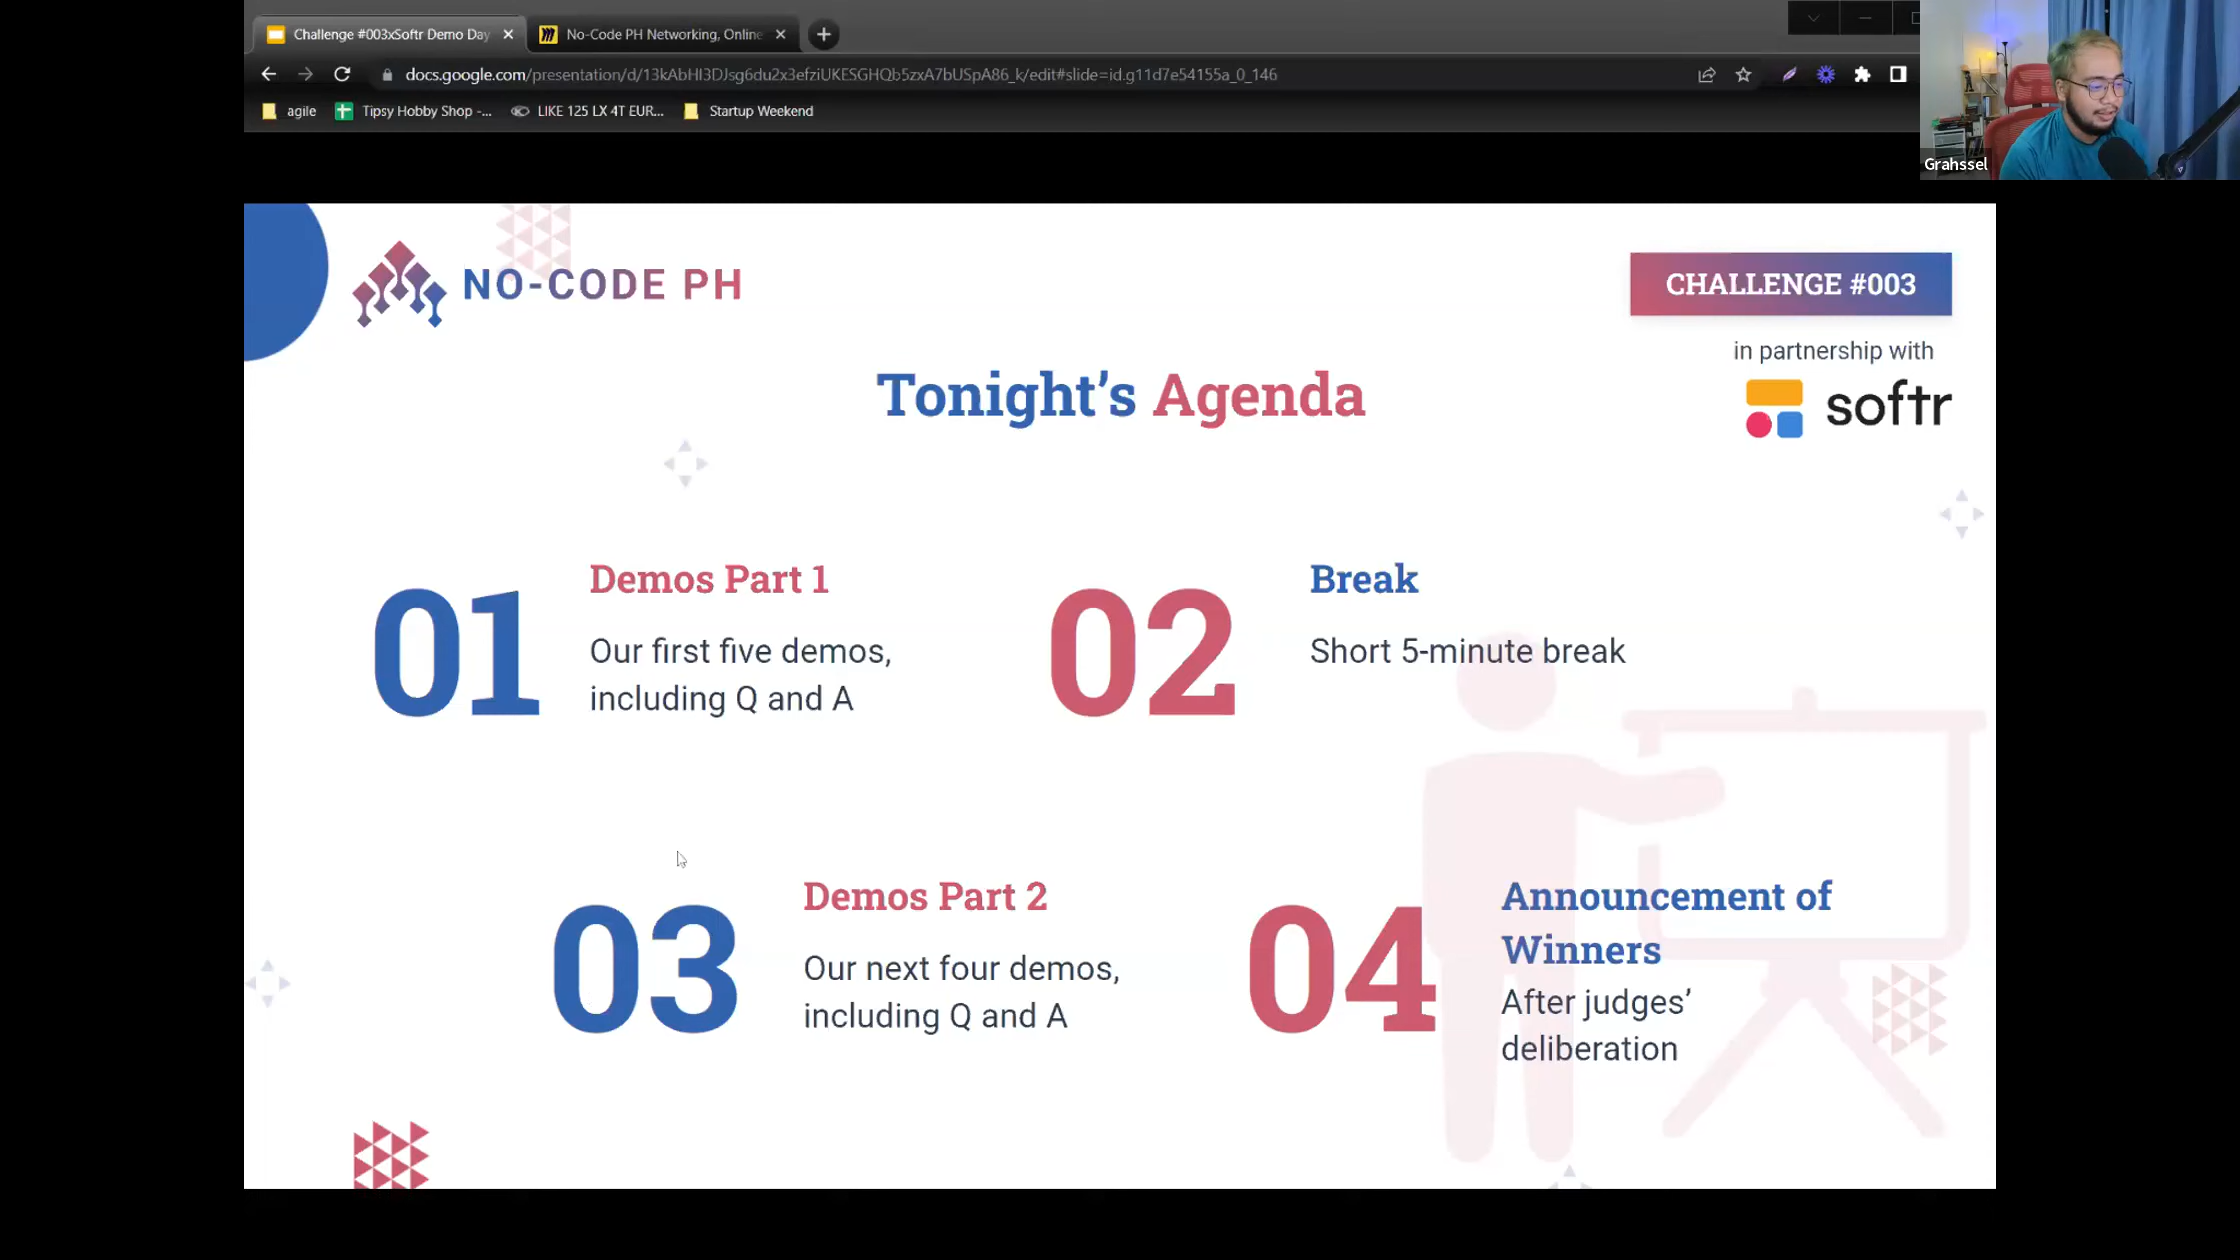 Challenge #003xSoftr Demo Day
No-Code PH Networking, Online
docs.google.com/presentation/d/13kAbHI3DJsg6du2x3efziUKESGHQb5zxA7bUSpA86_k/edit#slide=id.g11d7e54155a_0_146
agile
Tipsy Hobby Shop -...
LIKE 125 LX 4T EUR...
Startup Weekend
Grahssel
NO-CODE PH
CHALLENGE #003
in partnership with
softr
Tonight’s Agenda
01
Demos Part 1
Our first five demos,
including Q and A
02
Break
Short 5-minute break
03
Demos Part 2
Our next four demos,
including Q and A
04
Announcement of
Winners
After judges’
deliberation